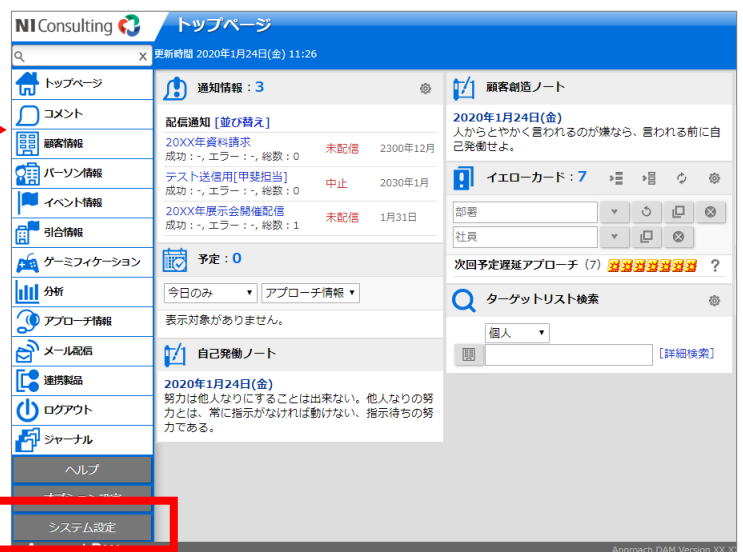 NI Consulting
トップページ
X
更新時間 2020年1月24日(金) 11:26
トップページ
コメント
顧客情報
パーソン情報
イベント情報
引合情報
ゲーミフィケーション
分析
アプローチ情報
メール配信
連携製品
ログアウト
ジャーナル
ヘルプ
オプション設定
システム設定
通知情報：3
配信通知 [並び替え]
20XX年資料請求
成功：-, エラー：-, 総数：0
未配信
2300年12月
テスト送信用[甲斐担当]
成功：-, エラー：-, 総数：0
中止
2030年1月
20XX年展示会開催配信
成功：-, エラー：-, 総数：1
未配信
1月31日
予定：0
今日のみ
アプローチ情報
表示対象がありません。
自己発働ノート
2020年1月24日(金)
努力は他人なりにすることは出来ない。他人なりの努
力とは、常に指示がなければ動けない、指示待ちの努
力である。
顧客創造ノート
2020年1月24日(金)
人からとやかく言われるのが嫌なら、言われる前に自
己発働せよ。
イエローカード：7
部署
社員
次回予定遅延アプローチ（7）
?
ターゲットリスト検索
個人
[詳細検索]
Approach DAM Version XX.X